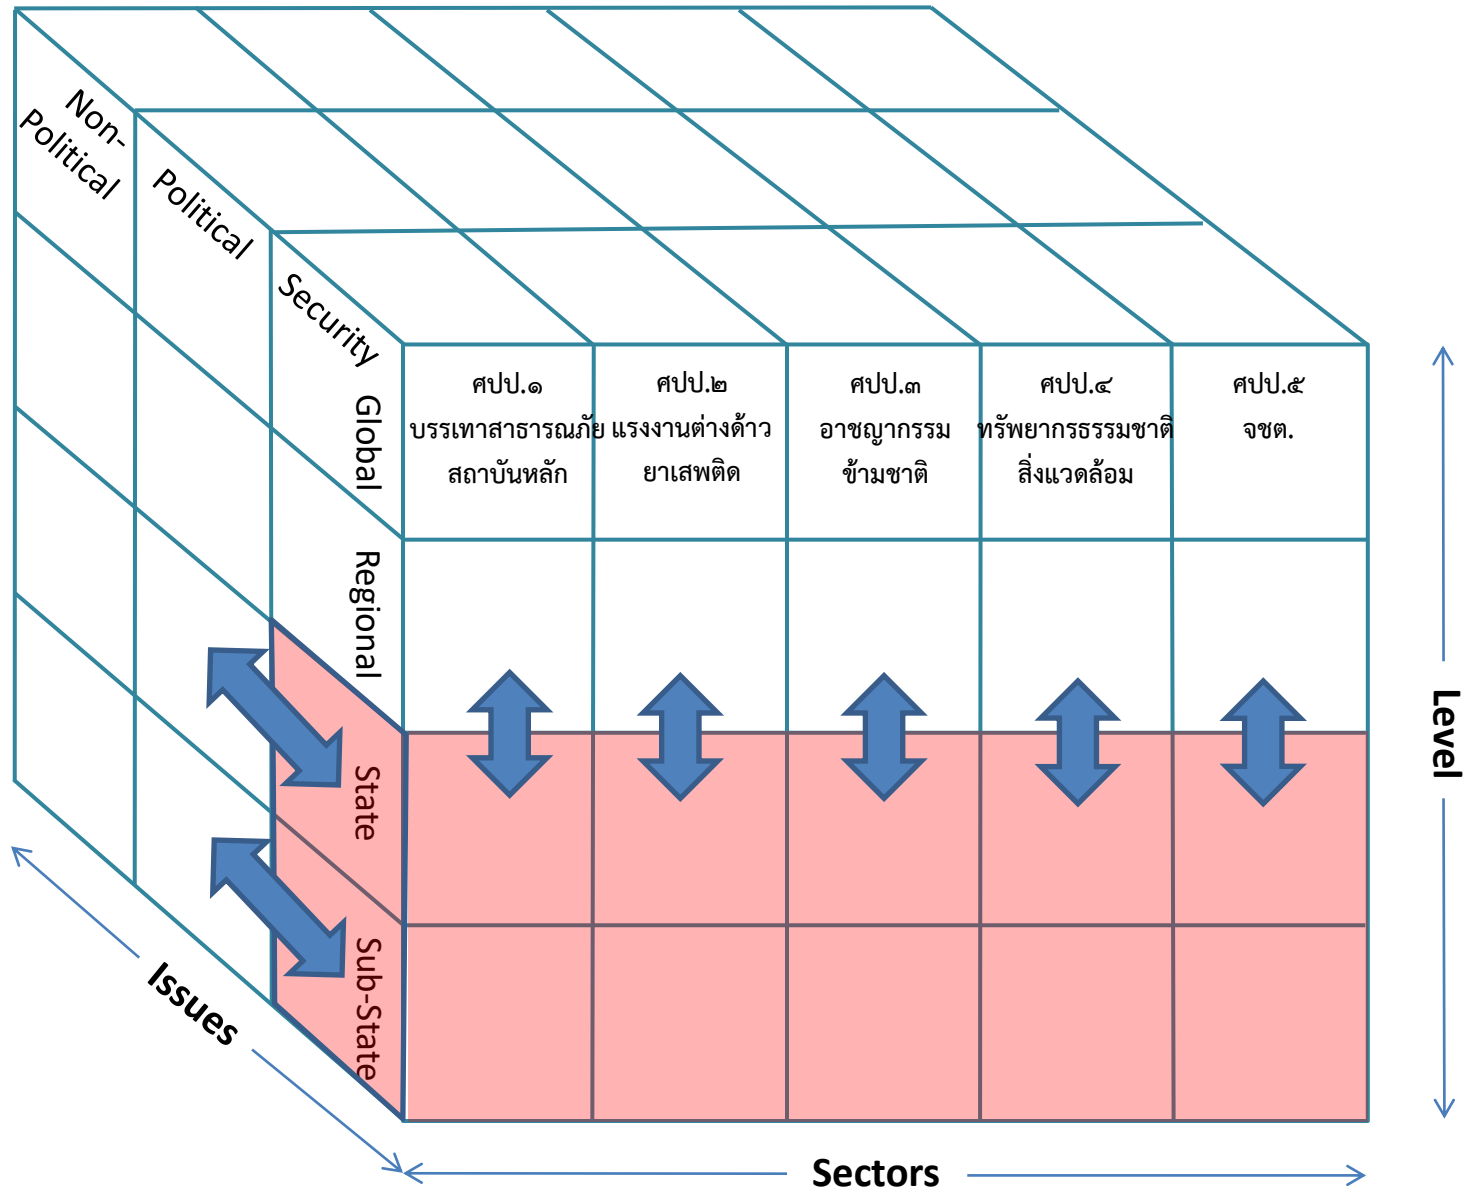 Non-
Political
Political
Security
Global
Regional
State
Sub-State
ศปป.๑
บรรเทาสาธารณภัย
สถาบันหลัก
ศปป.๒
แรงงานต่างด้าว
ยาเสพติด
ศปป.๓
อาชญากรรม
ข้ามชาติ
ศปป.๔
ทรัพยากรธรรมชาติ
สิ่งแวดล้อม
ศปป.๕
จชต.
Level
Issues
Sectors